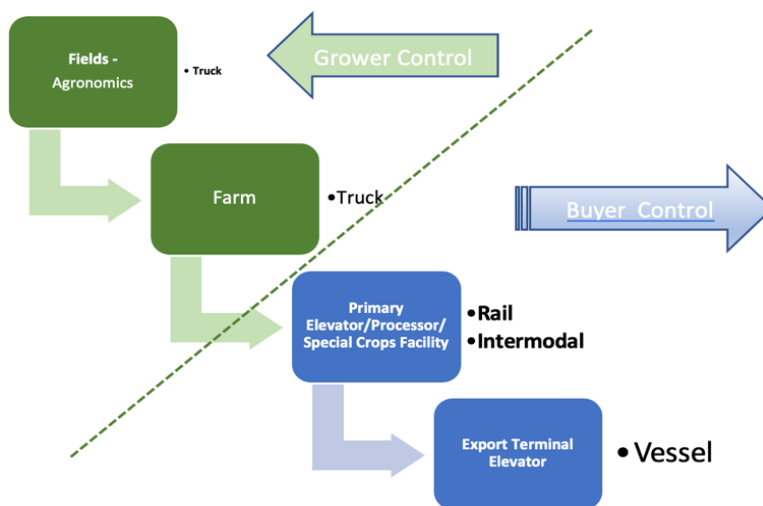 Fields -
Agronomics
• Truck
Grower Control
Farm
•Truck
Buyer Control
Primary
Elevator/Processor/
Special Crops Facility
•Rail
•Intermodal
Export Terminal
Elevator
• Vessel